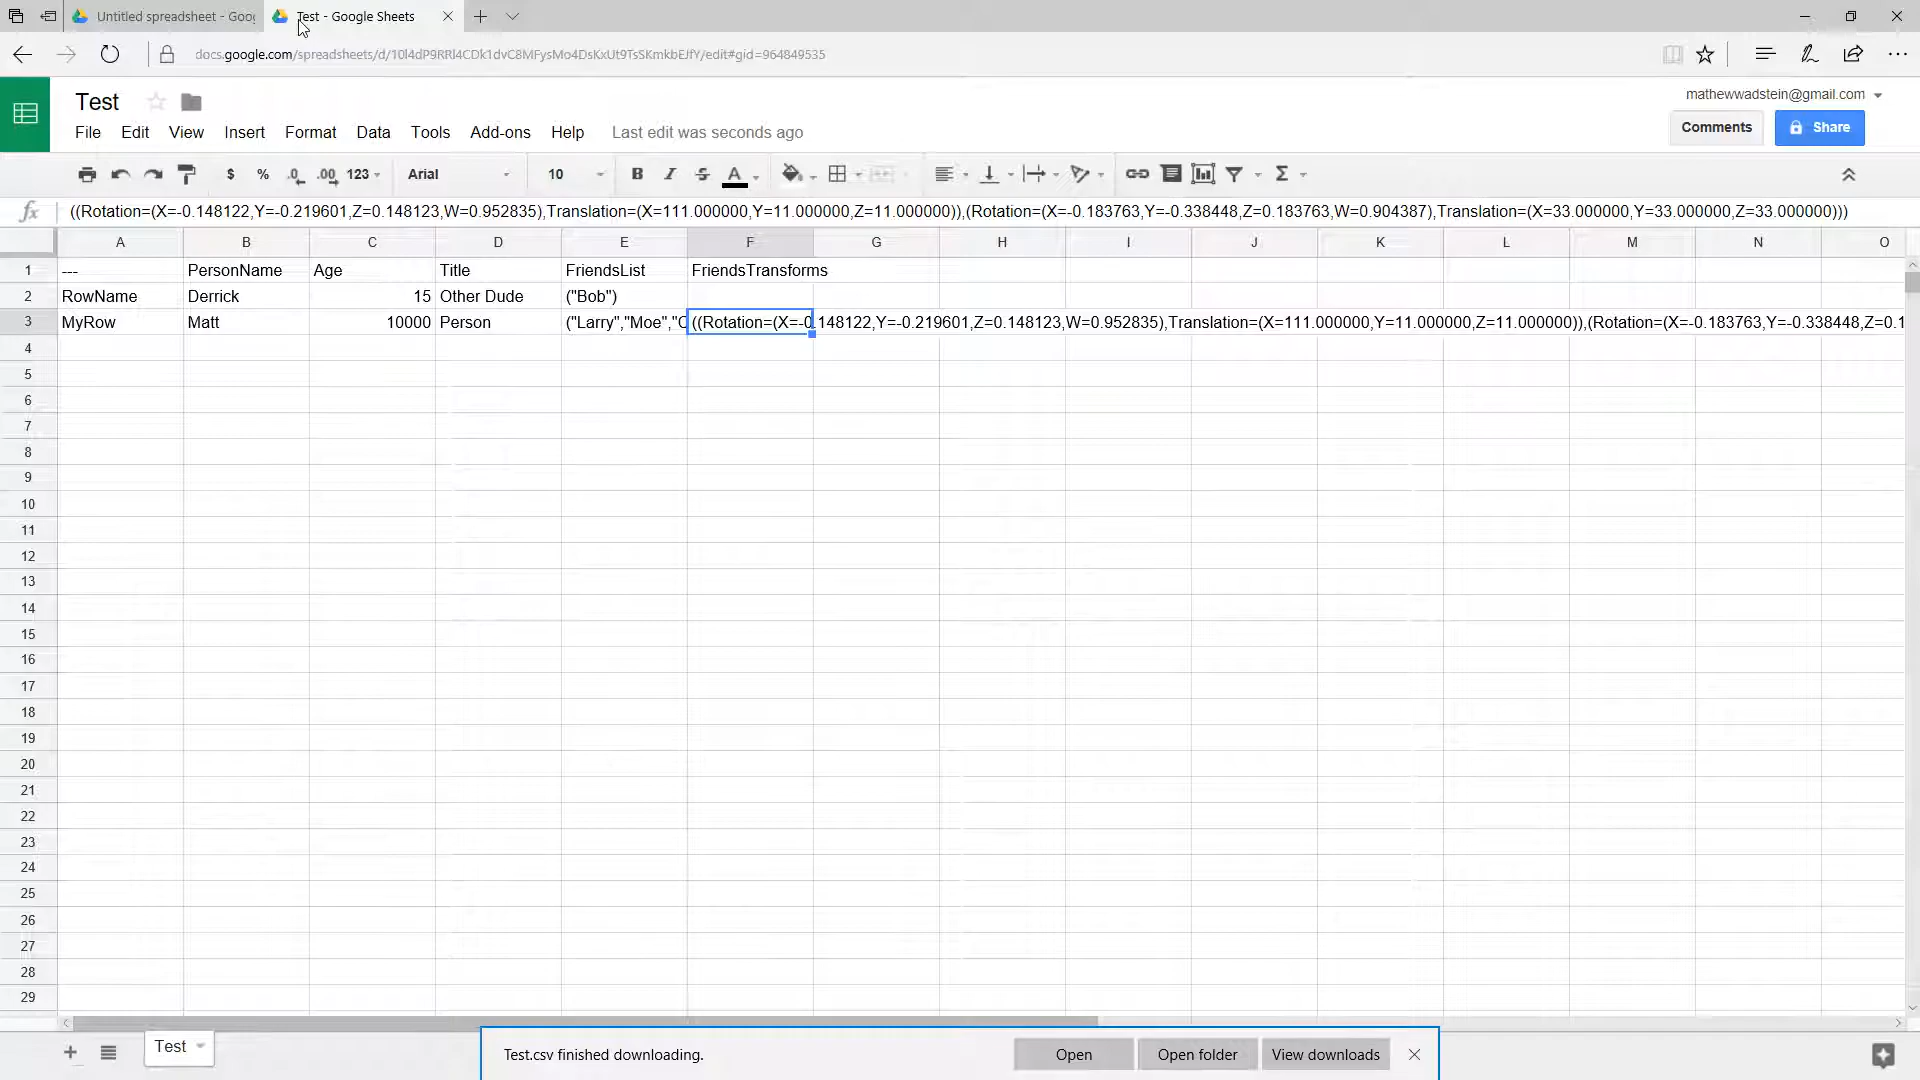 Untitled spreadsheet - Goo
Test - Google Sheets
docs.google.com/spreadsheets/d/10l4dP9RRl4CDk1dvC8MFysMo4DsKxUt9TsSKmkbEJfY/edit#gid=964849535
Test
mathewwadstein@gmail.com
File Edit View Insert Format Data Tools Add-ons Help Last edit was seconds ago
Comments Share
$ % .0 .00 123 Arial 10 B I S A Σ
fx ((Rotation=(X=-0.148122,Y=-0.219601,Z=0.148123,W=0.952835),Translation=(X=111.000000,Y=11.000000,Z=11.000000)),(Rotation=(X=-0.183763,Y=-0.338448,Z=0.183763,W=0.904387),Translation=(X=33.000000,Y=33.000000,Z=33.000000)))
A B C D E F G H I J K L M N O
1 --- PersonName Age Title FriendsList FriendsTransforms
2 RowName Derrick 15 Other Dude ("Bob")
3 MyRow Matt 10000 Person ("Larry","Moe","C ((Rotation=(X=-0.148122,Y=-0.219601,Z=0.148123,W=0.952835),Translation=(X=111.000000,Y=11.000000,Z=11.000000)),(Rotation=(X=-0.183763,Y=-0.338448,Z=0.1
4
5
6
7
8
9
10
11
12
13
14
15
16
17
18
19
20
21
22
23
24
25
26
27
28
29
Test
Test.csv finished downloading. Open Open folder View downloads